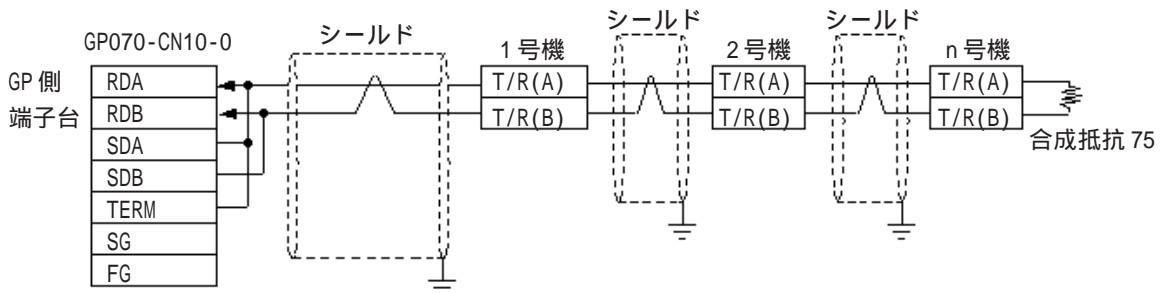 シールド
シールド
シールド
GP070-CN10-0
1号機
2号機
n号機
GP側
端子台
RDA
RDB
SDA
SDB
TERM
SG
FG
T/R(A)
T/R(B)
T/R(A)
T/R(B)
T/R(A)
T/R(B)
合成抵抗75